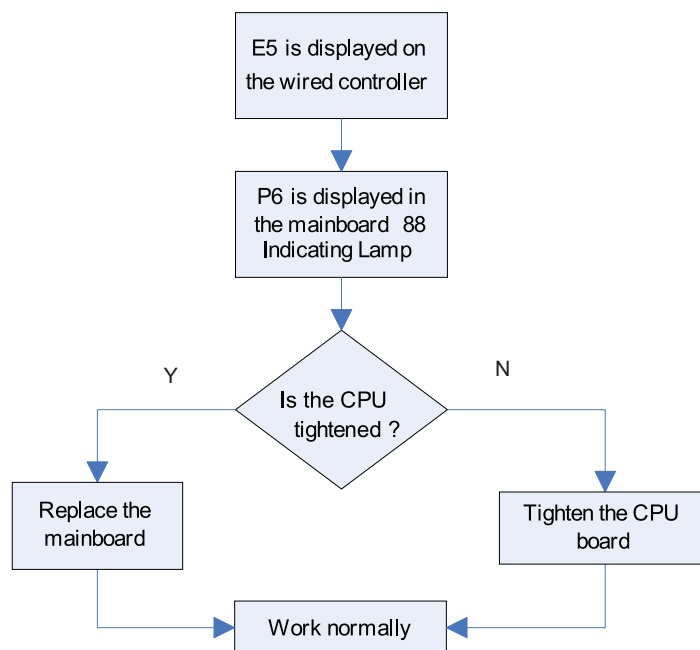 E5 is displayed on
the wired controller
P6 is displayed in
the mainboard 88
Indicating Lamp
Y
N
Is the CPU
tightened ?
Replace the
mainboard
Tighten the CPU
board
Work normally